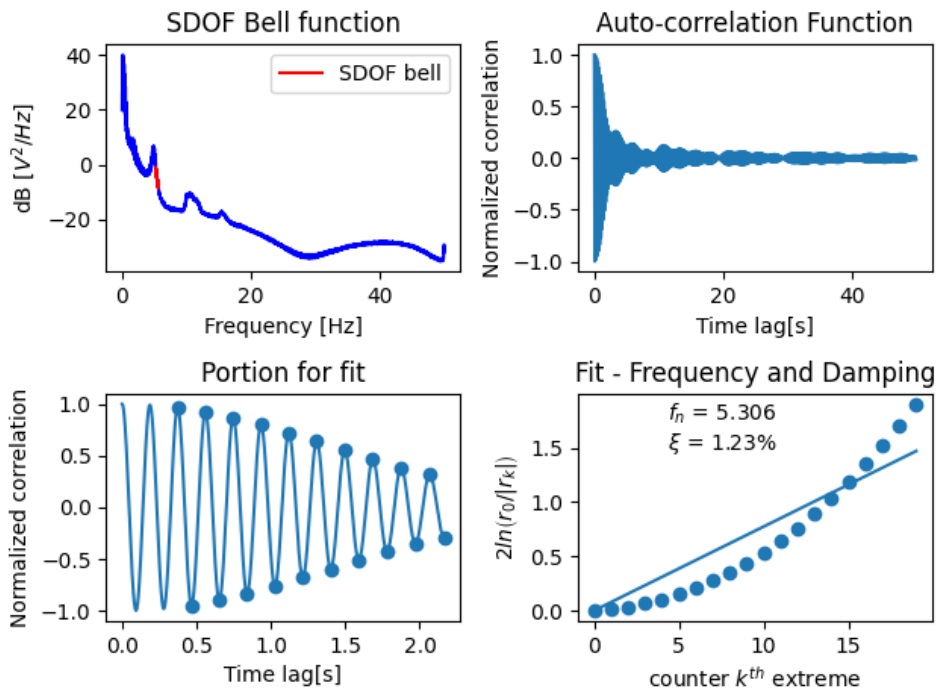 SDOF Bell function
dB [V²/Hz]
40
20
0
−20
SDOF bell
0
20
40
Frequency [Hz]
Auto-correlation Function
Normalized correlation
1.0
0.5
0.0
−0.5
−1.0
0
20
40
Time lag[s]
Portion for fit
Normalized correlation
1.0
0.5
0.0
−0.5
−1.0
0.0
0.5
1.0
1.5
2.0
Time lag[s]
Fit - Frequency and Damping
2ln(r₀/|rₖ|)
1.5
1.0
0.5
0.0
fₙ = 5.306
ξ = 1.23%
0
5
10
15
counter kᵗʰ extreme